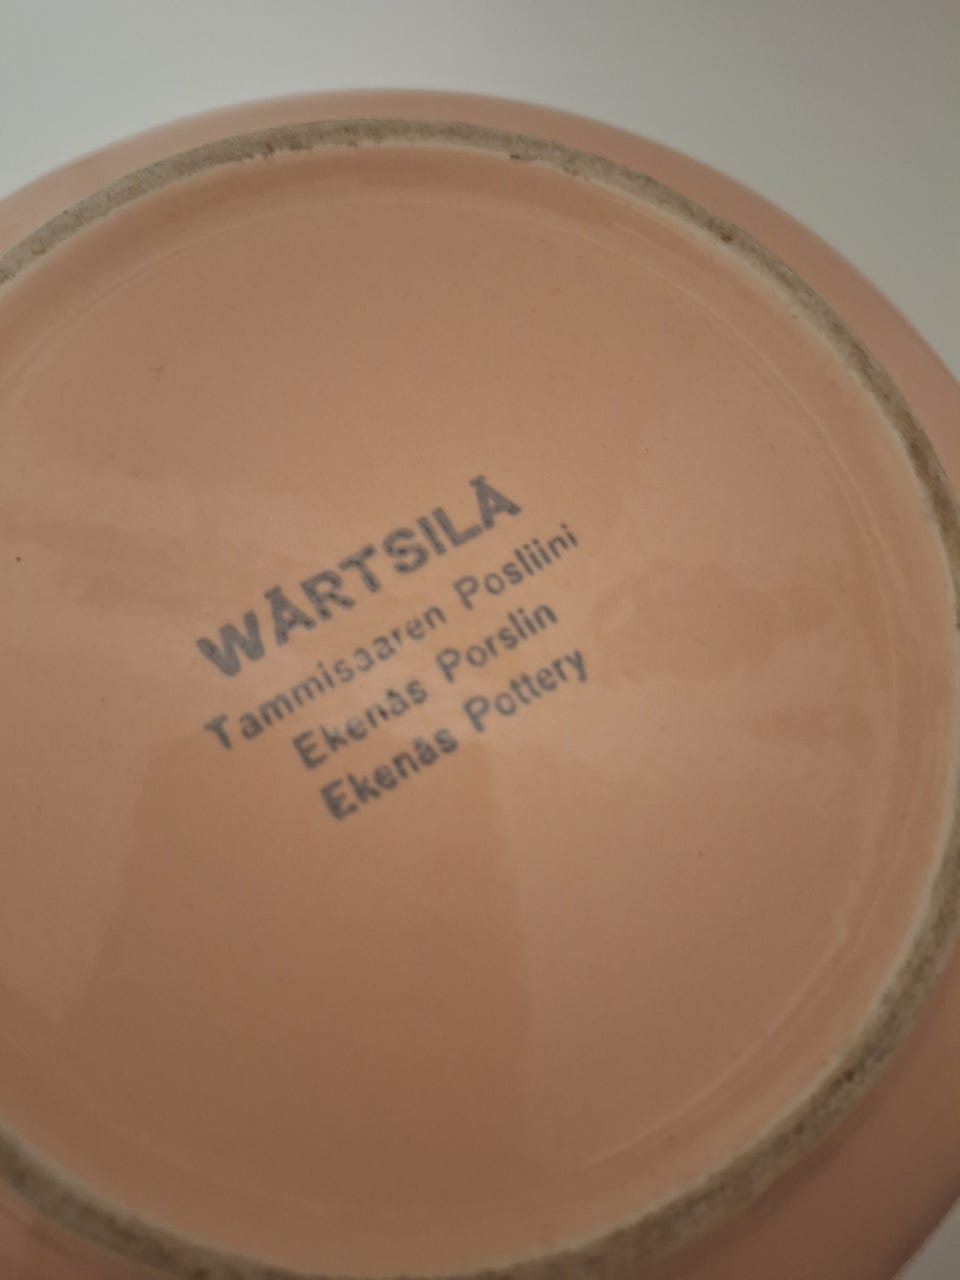 WÄRTSILÄ
Tammisaaren Posliini
Ekenäs Porslin
Ekenäs Pottery